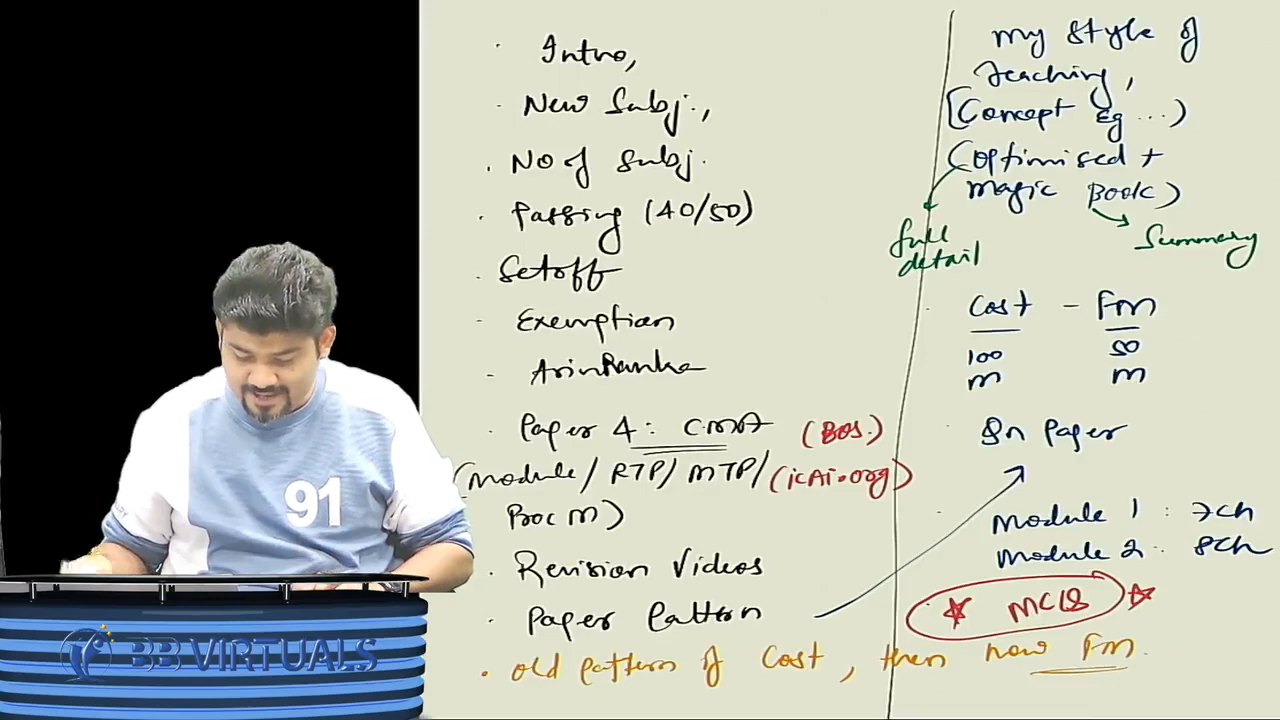 Intro,
New Subj.,
No of Subj.
Passing (40/50)
Setoff
Exemption
Paper 4: CMA (BOS.)
(Module / RTP / MTP / (icAi.org)
Revision Videos
Paper Pattern
old pattern of Cost, then new FM.
My Style of
teaching,
[Concept Eg ...)
(optimised +
Magic Book)
full
detail
Summary
Cost - FM
100 50
m m
Qn Paper
Module 1 : 7ch
Module 2 : 8ch
MCQ
91
BB VIRTUALS